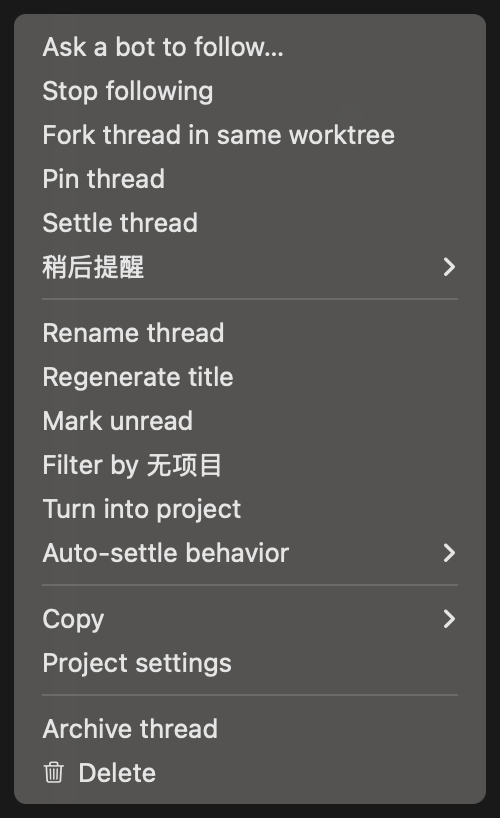 Ask a bot to follow...
Stop following
Fork thread in same worktree
Pin thread
Settle thread
稍后提醒
Rename thread
Regenerate title
Mark unread
Filter by 无项目
Turn into project
Auto-settle behavior
Copy
Project settings
Archive thread
Delete